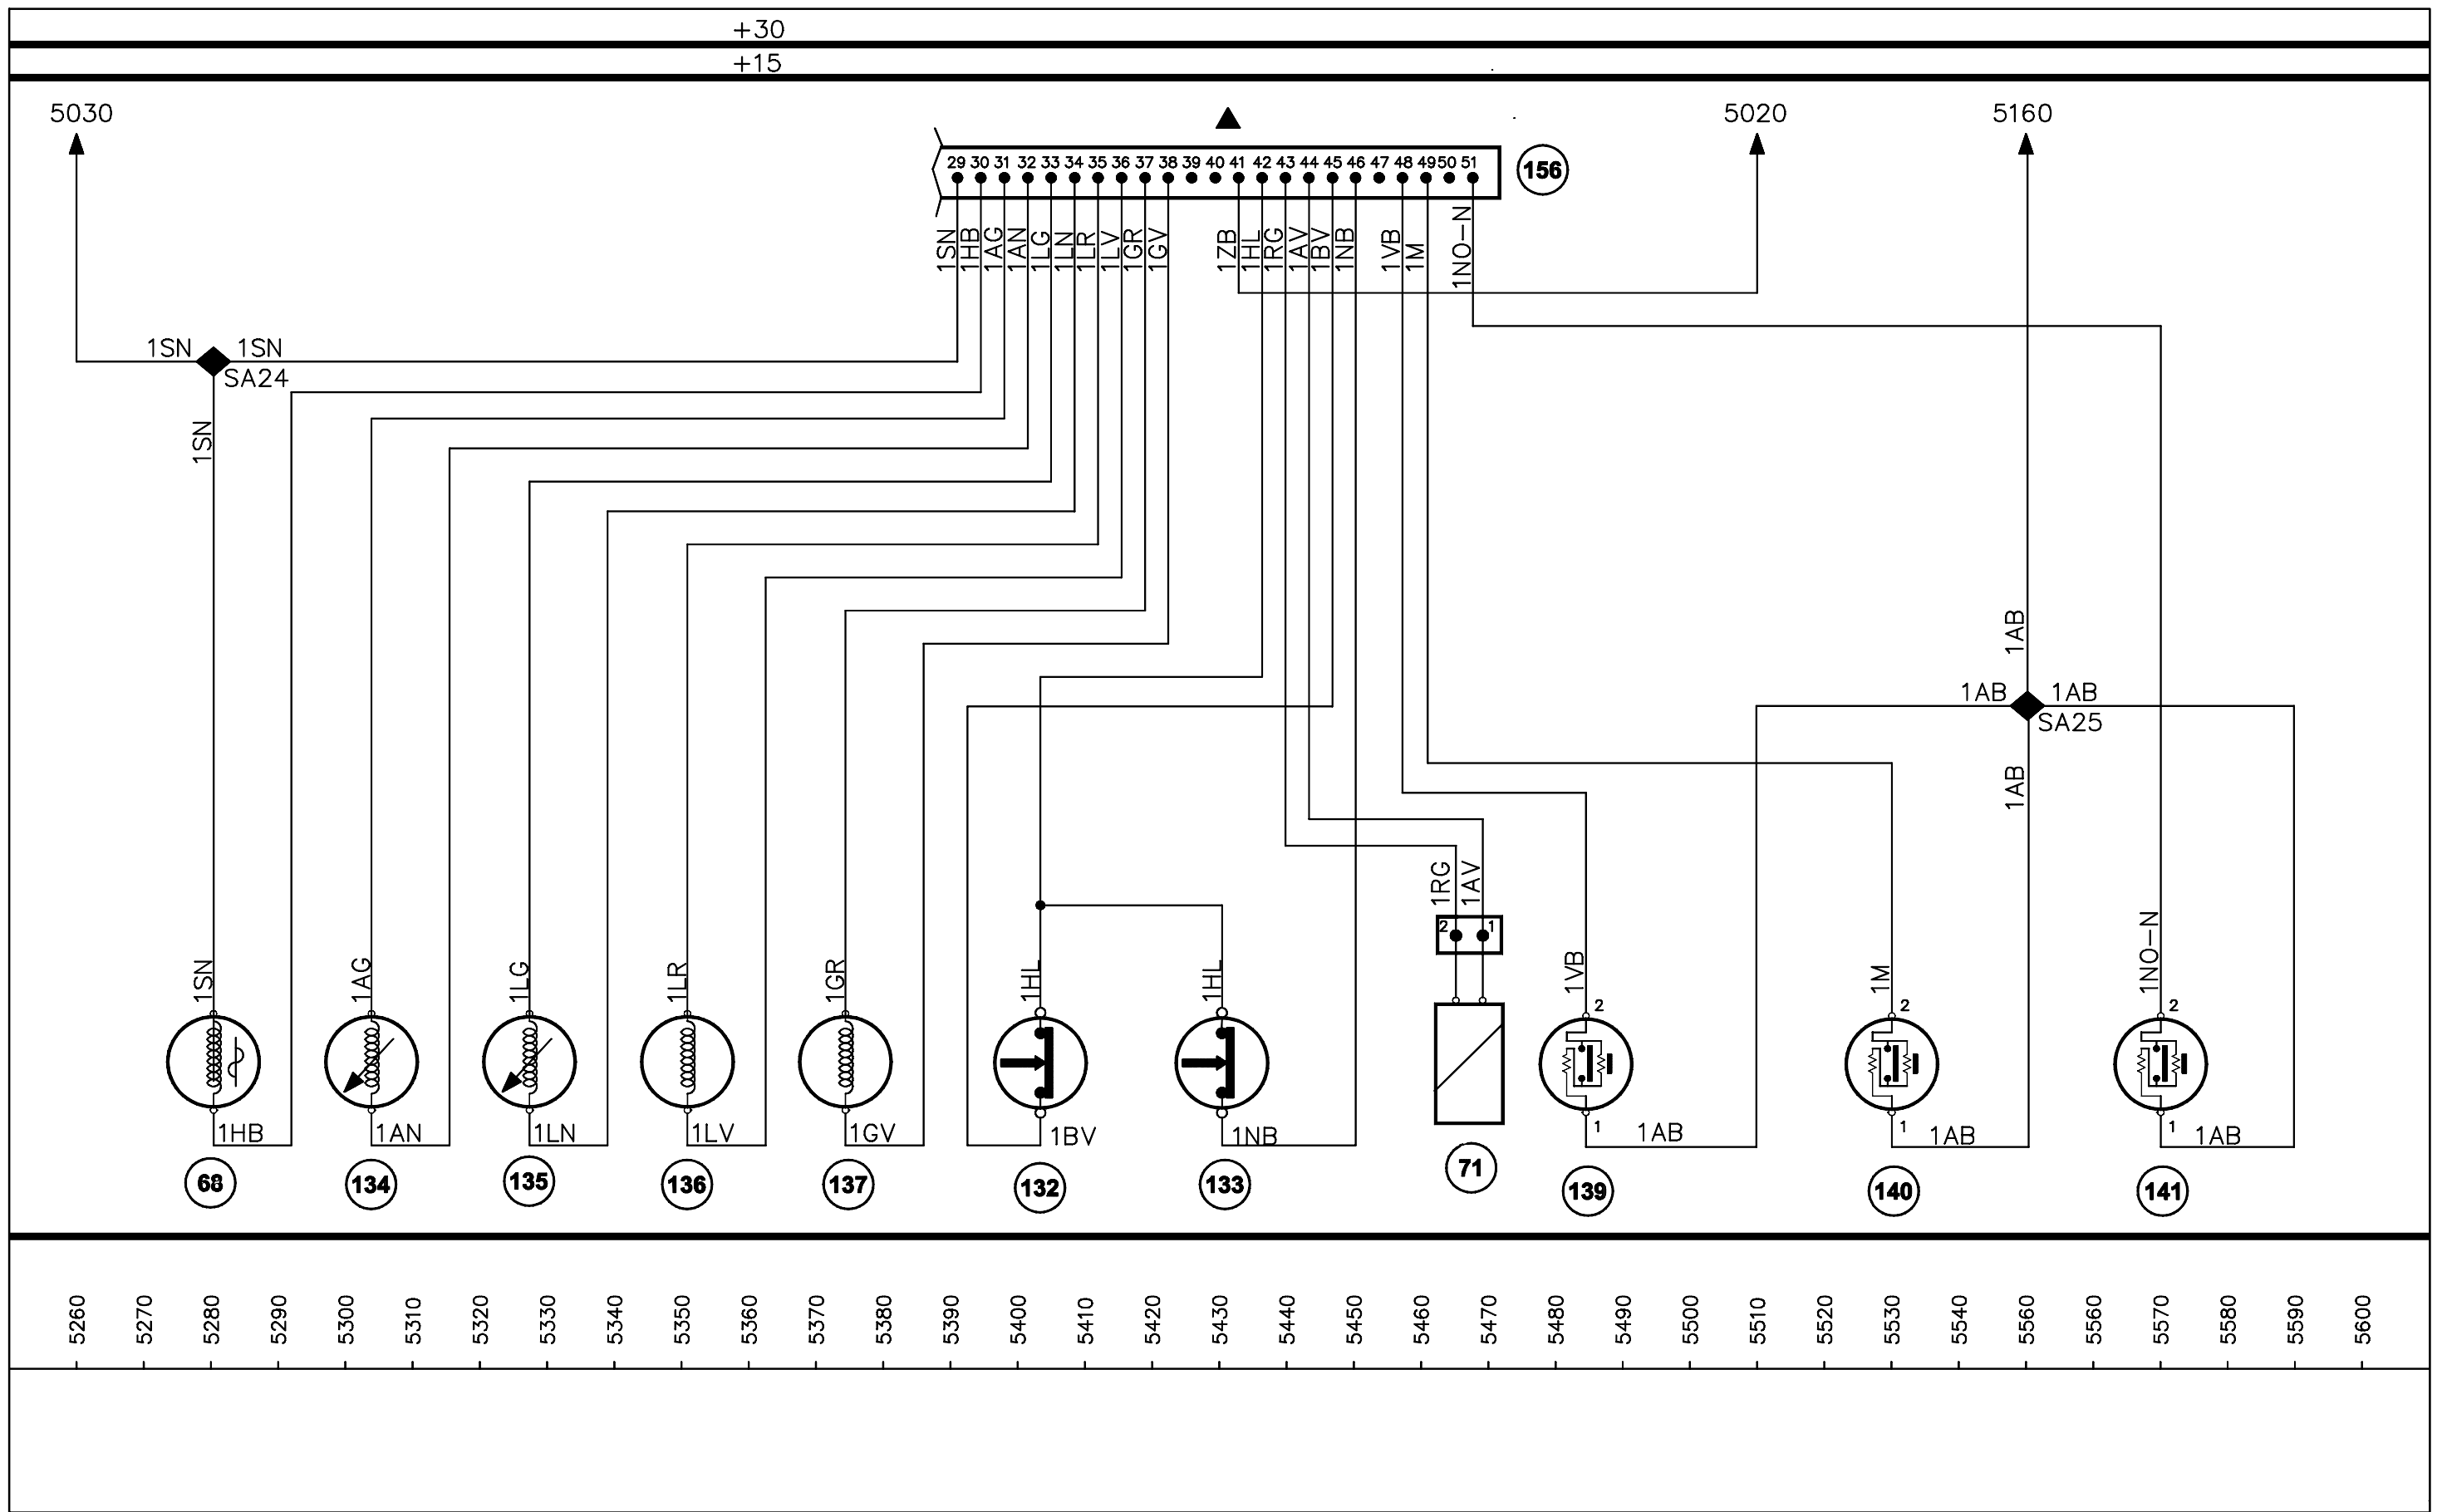 +30
+15
5030 5020 5160
29 30 31 32 33 34 35 36 37 38 39 40 41 42 43 44 45 46 47 48 49 50 51
156
1SN 1HB 1AG 1AN 1LG 1LN 1LR 1LV 1GR 1GV 1ZB 1HL 1RG 1AV 1BV 1NB 1VB 1M 1NO-N
1SN 1SN
SA24
1SN
1AB
1AB 1AB
SA25
1AB
1RG 1AV
2 1
1SN 1AG 1LG 1LR 1GR 1HL 1HL 1VB 1M 1NO-N
2 2 2
1 1 1
1HB 1AN 1LN 1LV 1GV 1BV 1NB 1AB 1AB 1AB
68 134 135 136 137 132 133 71 139 140 141
5260 5270 5280 5290 5300 5310 5320 5330 5340 5350 5360 5370 5380 5390 5400 5410 5420 5430 5440 5450 5460 5470 5480 5490 5500 5510 5520 5530 5540 5560 5560 5570 5580 5590 5600